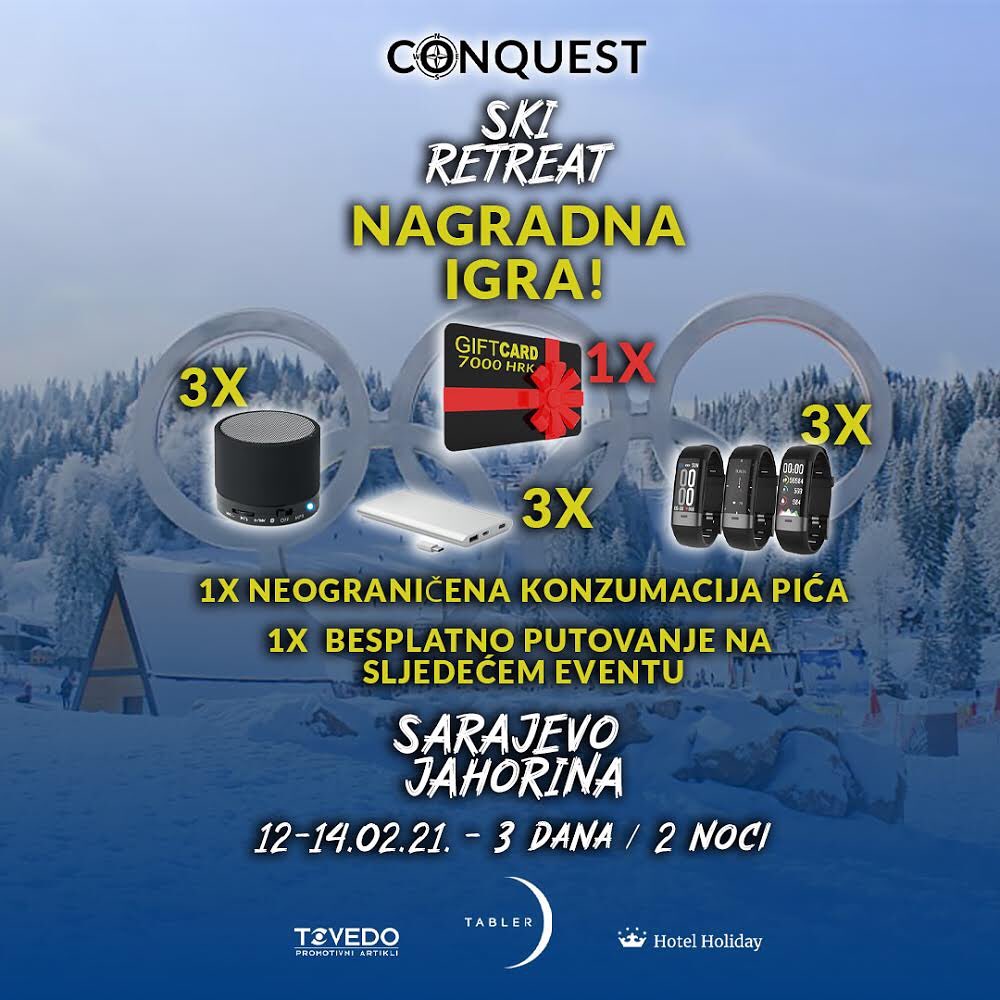 CONQUEST
SKI
RETREAT
NAGRADNA
IGRA!
GIFTCARD
7000 HRK
1X
3X
3X
3X
1X NEOGRANIČENA KONZUMACIJA PIĆA
1X BESPLATNO PUTOVANJE NA
SLJEDEĆEM EVENTU
SARAJEVO
JAHORINA
12-14.02.21. - 3 DANA / 2 NOCI
TABLER
TOVEDO
PROMOTIVNI ARTIKLI
Hotel Holiday